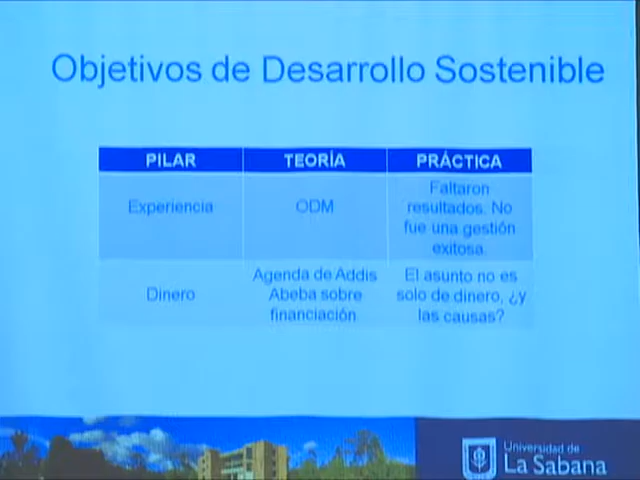 Objetivos de Desarrollo Sostenible
PILAR
TEORÍA
PRÁCTICA
Experiencia
ODM
Faltaron
resultados. No
fue una gestión
exitosa.
Dinero
Agenda de Addis
Abeba sobre
financiación
El asunto no es
solo de dinero, ¿y
las causas?
Universidad de
La Sabana